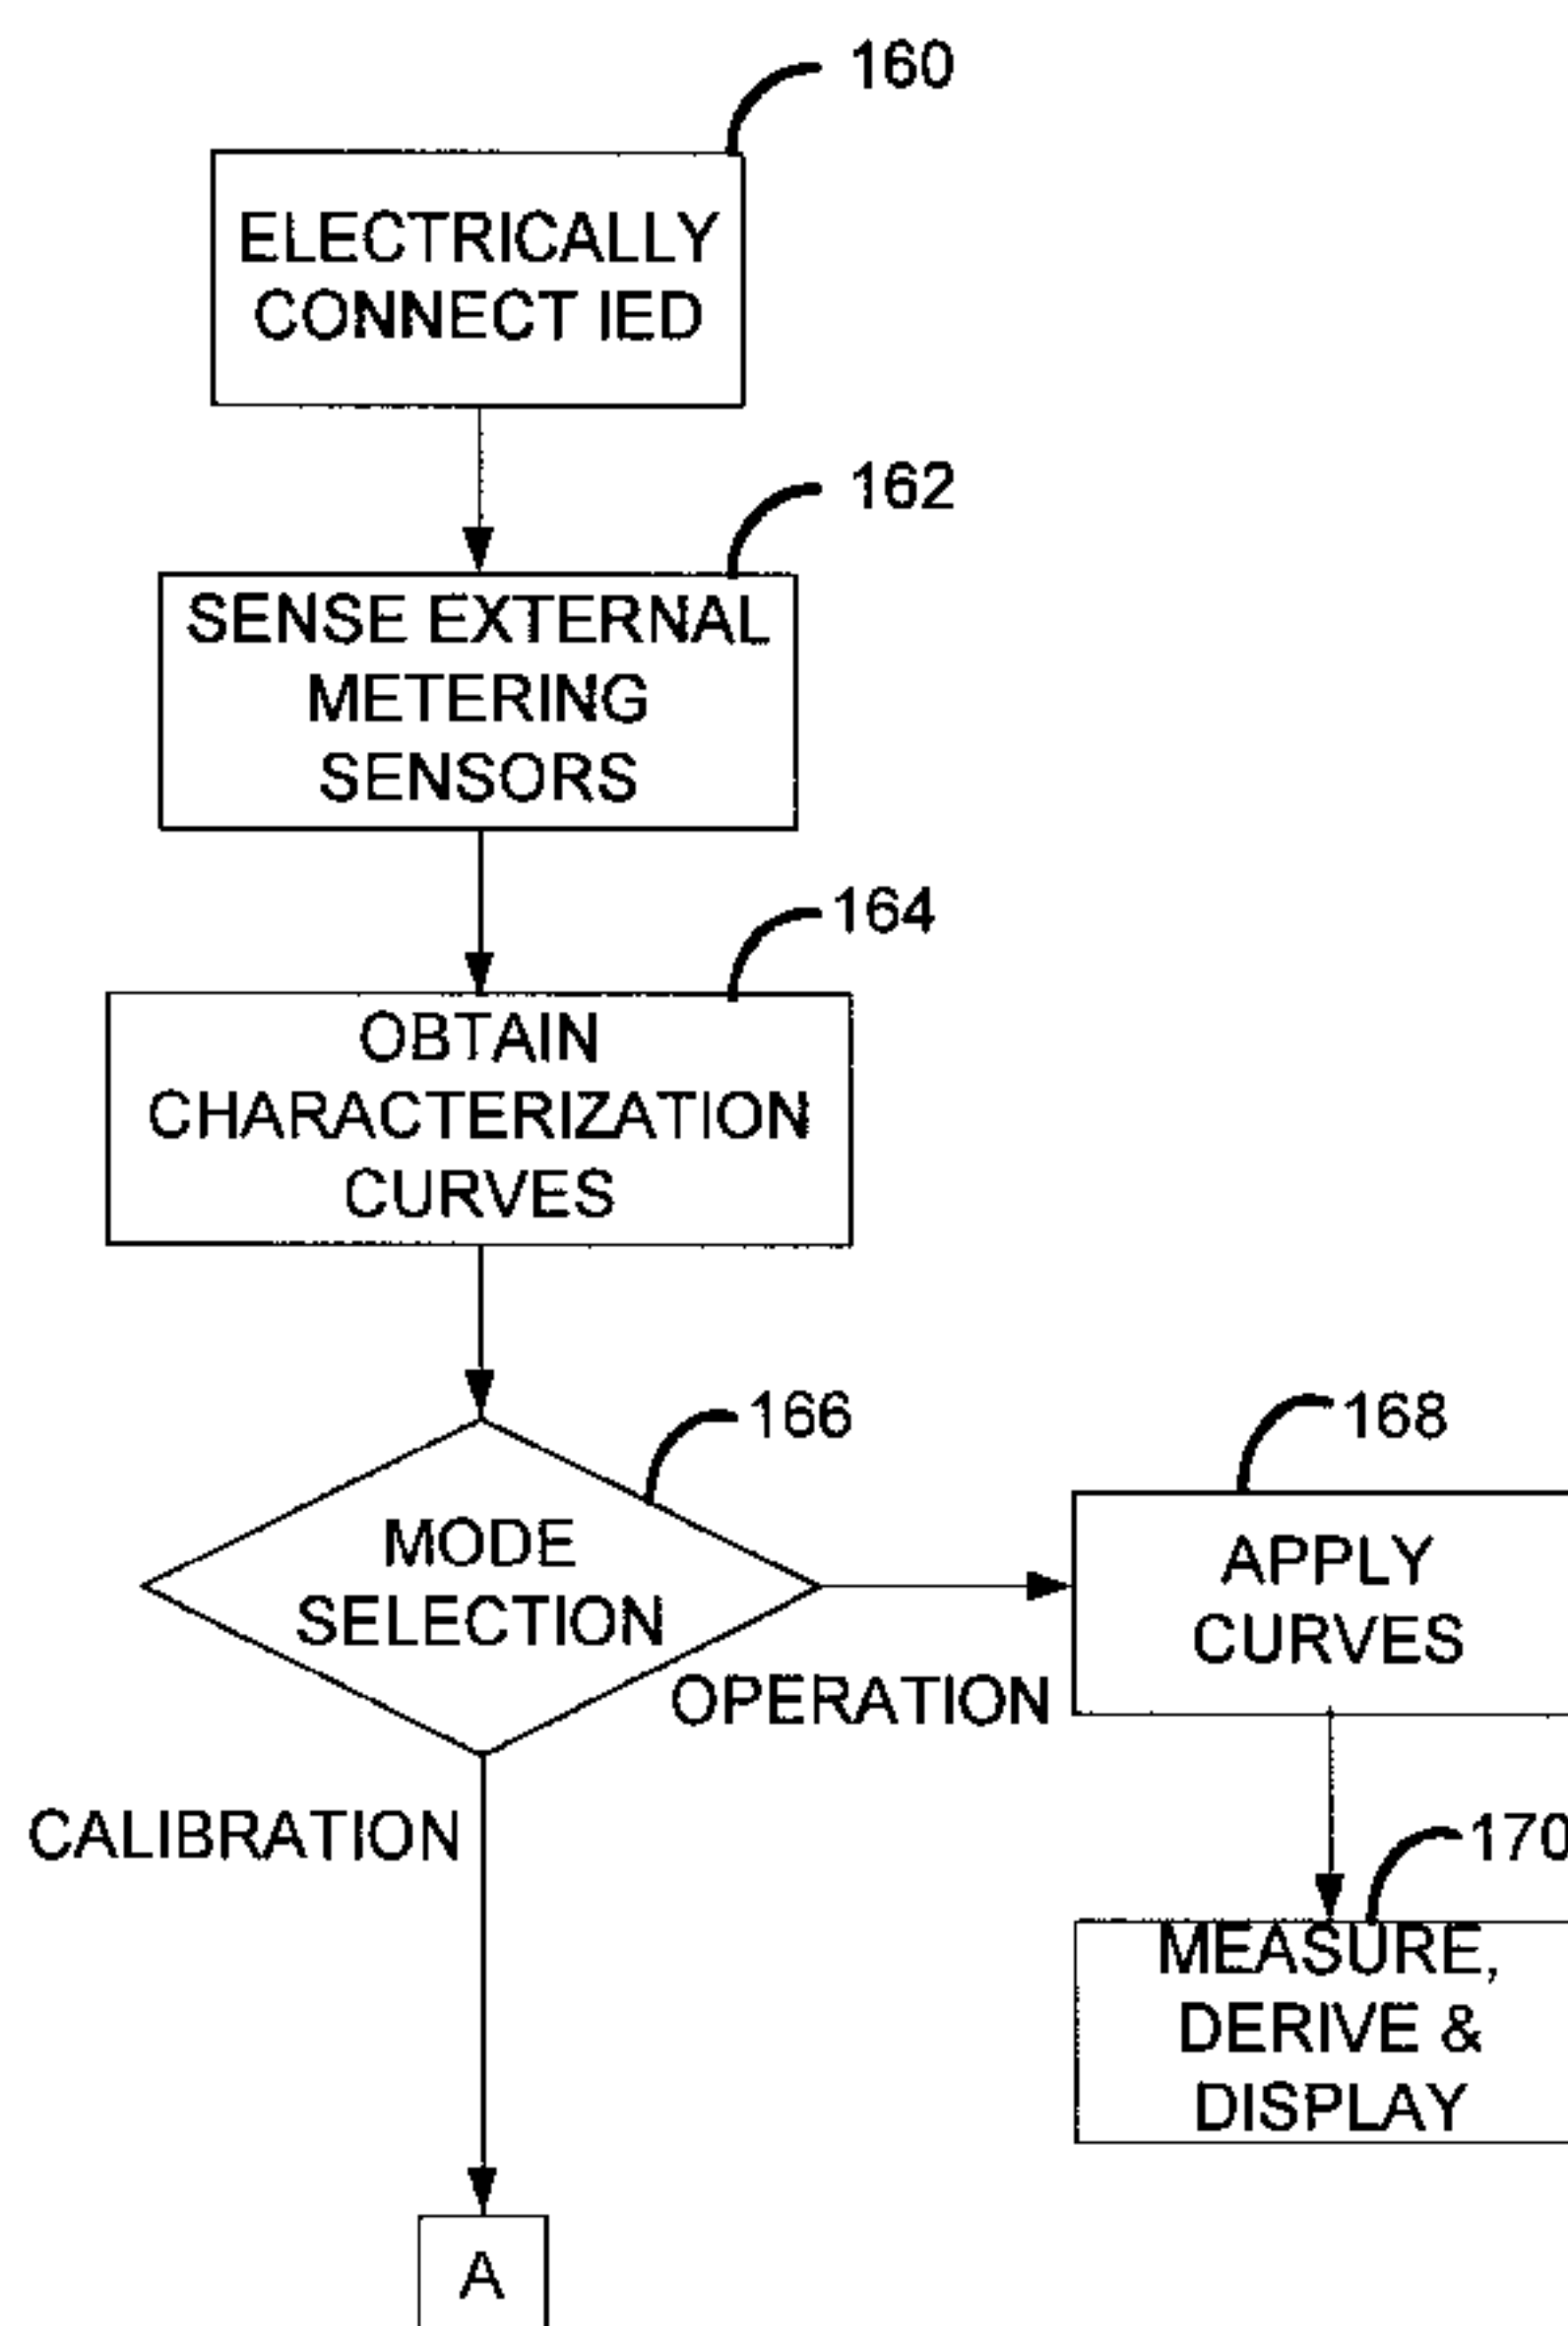 160
ELECTRICALLY
CONNECT IED
162
SENSE EXTERNAL
METERING
SENSORS
164
OBTAIN
CHARACTERIZATION
CURVES
166
MODE
SELECTION
168
APPLY
CURVES
OPERATION
CALIBRATION
170
MEASURE,
DERIVE &
DISPLAY
A